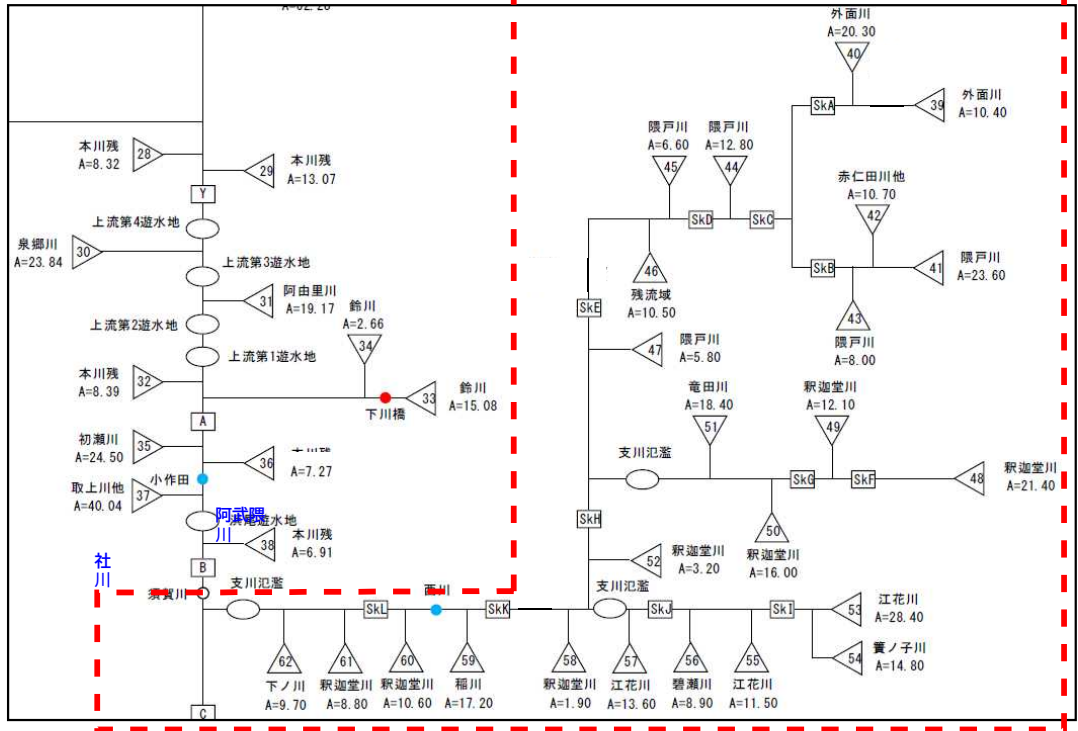 外面川
A=20.30
40
SkA
39
外面川
A=10.40
隈戸川
A=6.60
45
隈戸川
A=12.80
44
赤仁田川他
A=10.70
42
SkD
SkC
SkB
41
隈戸川
A=23.60
46
残流域
A=10.50
43
隈戸川
A=8.00
SkE
47
隈戸川
A=5.80
竜田川
A=18.40
51
釈迦堂川
A=12.10
49
支川氾濫
SkG
SkF
48
釈迦堂川
A=21.40
50
釈迦堂川
A=16.00
SkH
52
釈迦堂川
A=3.20
本川残
A=8.32
28
29
本川残
A=13.07
Y
上流第4遊水地
泉郷川
A=23.84
30
上流第3遊水地
31
阿由里川
A=19.17
上流第2遊水地
鈴川
A=2.66
34
上流第1遊水地
本川残
A=8.39
32
33
鈴川
A=15.08
下川橋
A
初瀬川
A=24.50
35
36
A=7.27
小作田
取上川他
A=40.04
37
阿武隈
川
遊水地
38
本川残
A=6.91
社
川
B
須賀川
支川氾濫
SkL
西川
SkK
支川氾濫
SkJ
SkI
53
江花川
A=28.40
54
簀ノ子川
A=14.80
62
下ノ川
A=9.70
61
釈迦堂川
A=8.80
60
釈迦堂川
A=10.60
59
稲川
A=17.20
58
釈迦堂川
A=1.90
57
江花川
A=13.60
56
碧瀬川
A=8.90
55
江花川
A=11.50
C